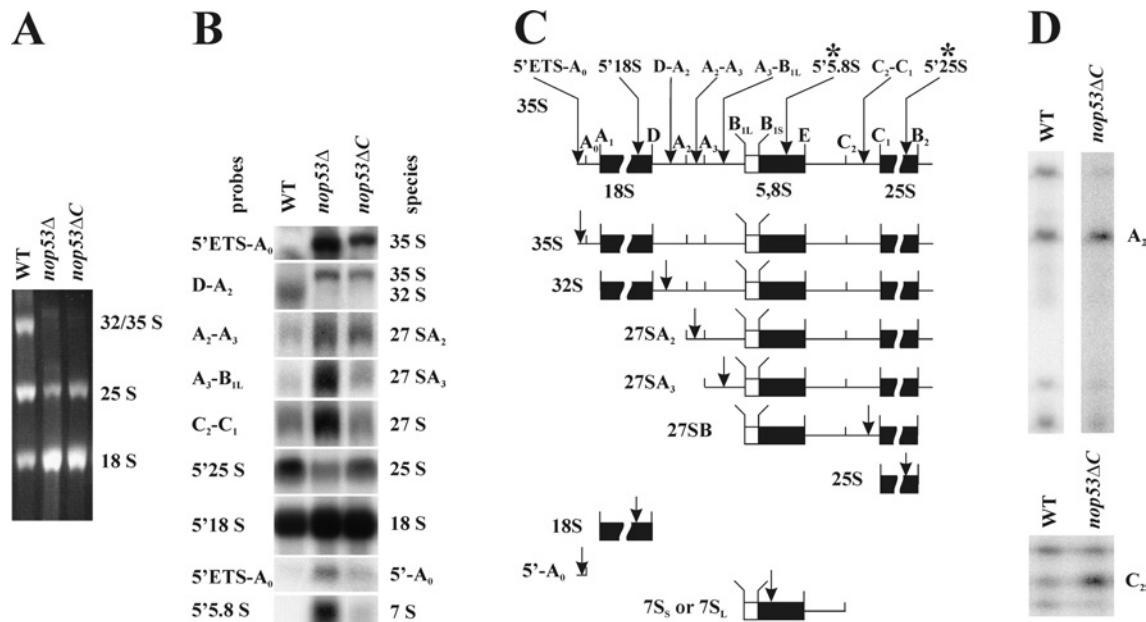 A
WT
nop53Δ
nop53ΔC
32/35 S
25 S
18 S
B
probes
WT
nop53Δ
nop53ΔC
species
5'ETS-A₀ 35 S
D-A₂ 35 S
32 S
A₂-A₃ 27 SA₂
A₃-B₁L 27 SA₃
C₂-C₁ 27 S
5'25S 25 S
5'18 S 18 S
5'ETS-A₀ 5'-A₀
5'5.8 S 7 S
C
* *
5'ETS-A₀ 5'18S D-A₂ A₂-A₃ A₃-B₁L 5'5.8S C₂-C₁ 5'25S
35S
A₀ A₁ D A₂ A₃ B₁L B₁S E C₂ C₁ B₂
18S 5,8S 25S
35S
32S
27SA₂
27SA₃
27SB
25S
18S
5'-A₀
7Sₛ or 7S_L
D
WT
nop53ΔC
A₂
WT
nop53ΔC
C₂